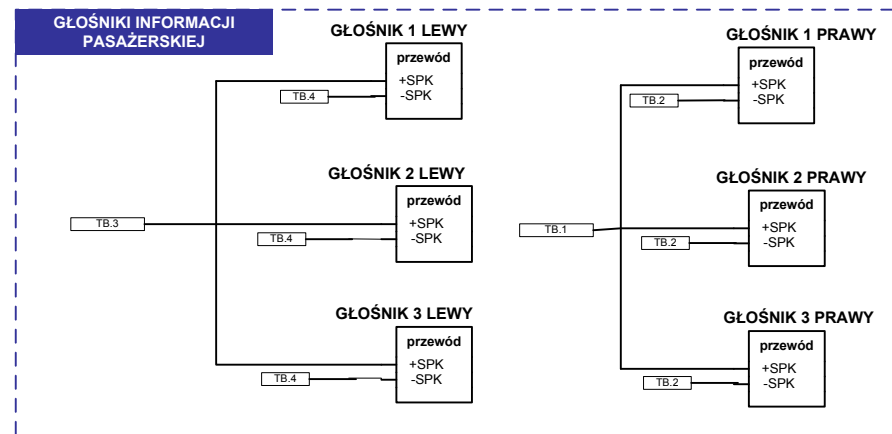 GŁOŚNIKI INFORMACJI
PASAŻERSKIEJ
GŁOŚNIK 1 LEWY
przewód
+SPK
-SPK
TB.4
GŁOŚNIK 2 LEWY
przewód
+SPK
-SPK
TB.3
TB.4
GŁOŚNIK 3 LEWY
przewód
+SPK
-SPK
TB.4
GŁOŚNIK 1 PRAWY
przewód
+SPK
-SPK
TB.2
GŁOŚNIK 2 PRAWY
przewód
+SPK
-SPK
TB.1
TB.2
GŁOŚNIK 3 PRAWY
przewód
+SPK
-SPK
TB.2